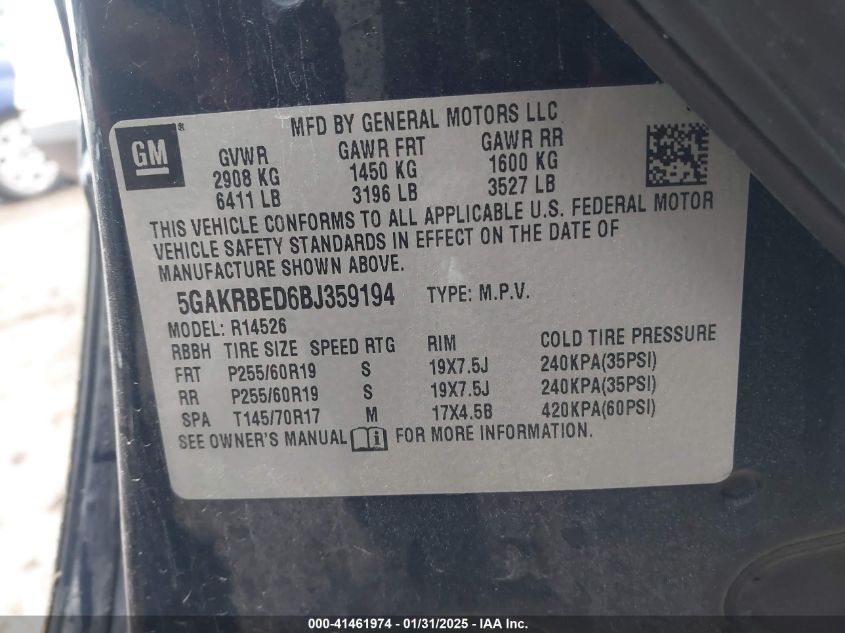 MFD BY GENERAL MOTORS LLC
GM®
GVWR GAWR FRT GAWR RR
2908 KG 1450 KG 1600 KG
6411 LB 3196 LB 3527 LB
THIS VEHICLE CONFORMS TO ALL APPLICABLE U.S. FEDERAL MOTOR
VEHICLE SAFETY STANDARDS IN EFFECT ON THE DATE OF
MANUFACTURE SHOWN ABOVE.
5GAKRBED6BJ359194 TYPE: M.P.V.
MODEL: R14526
RBBH TIRE SIZE SPEED RTG RIM COLD TIRE PRESSURE
FRT P255/60R19 S 19X7.5J 240KPA(35PSI)
RR P255/60R19 S 19X7.5J 240KPA(35PSI)
SPA T145/70R17 M 17X4.5B 420KPA(60PSI)
SEE OWNER'S MANUAL FOR MORE INFORMATION.
000-41461974 / 01/31/2025 - IAA Inc.